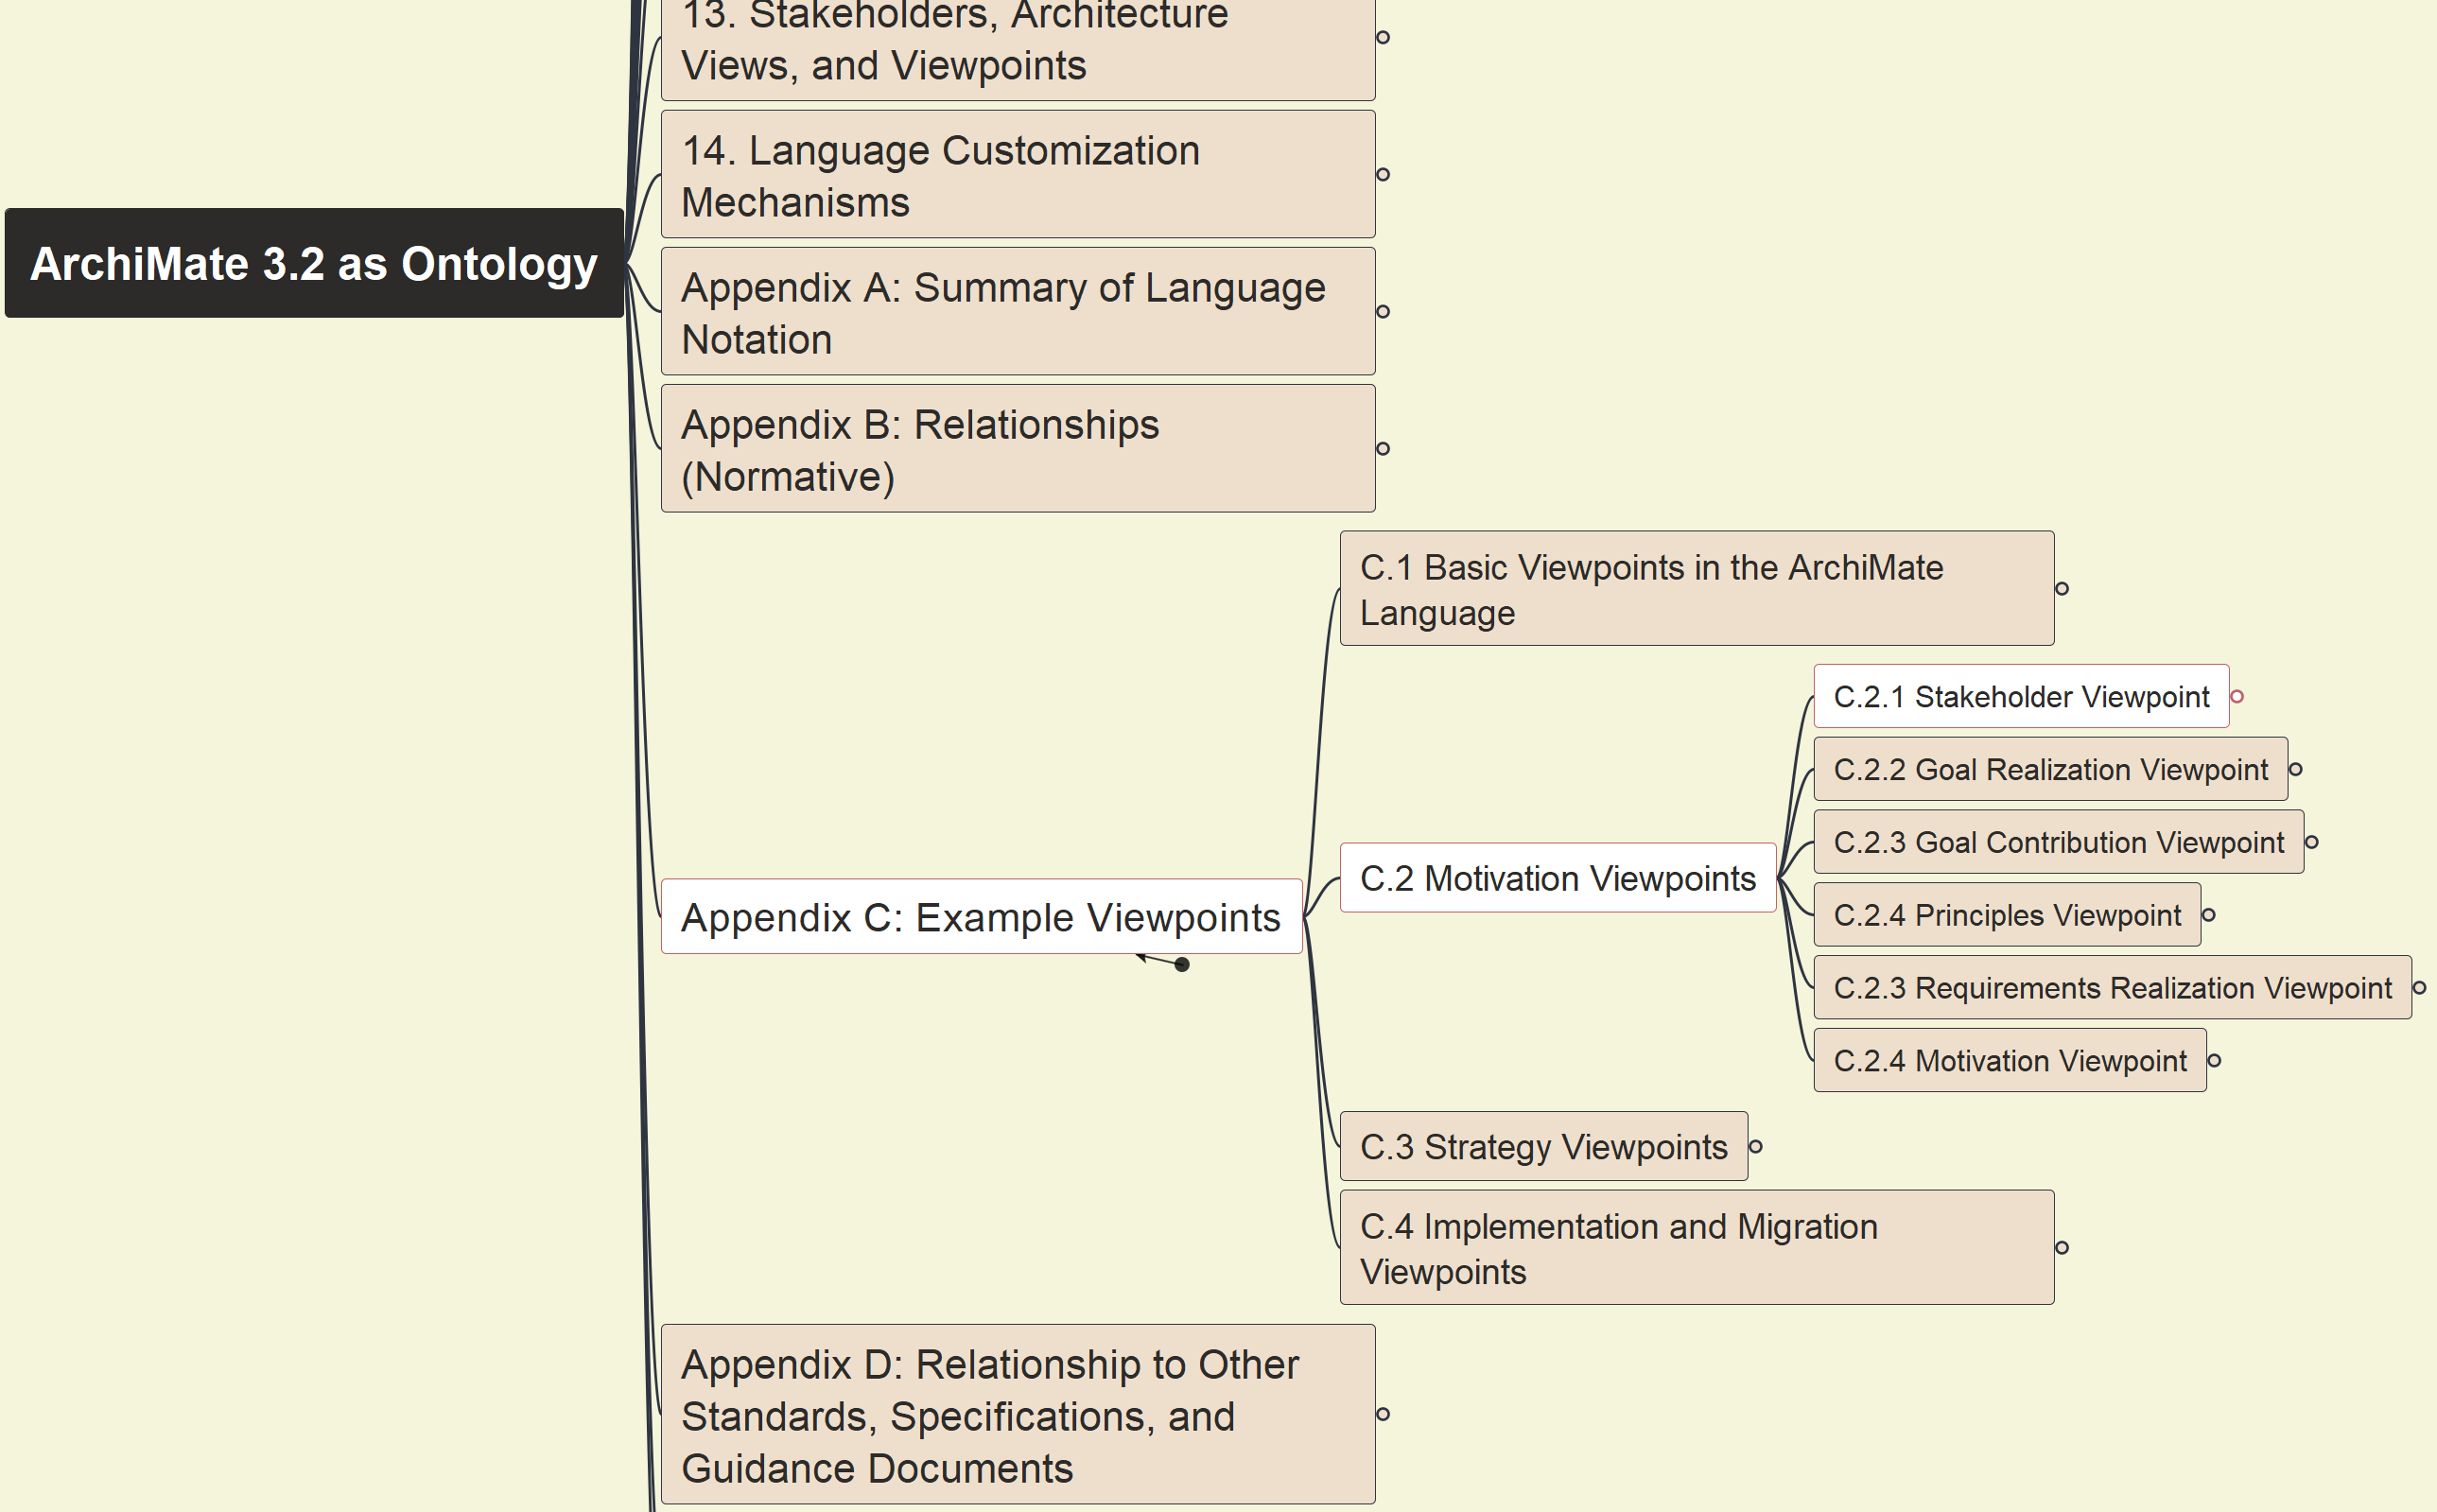 13. Stakeholders, Architecture
Views, and Viewpoints
14. Language Customization
Mechanisms
ArchiMate 3.2 as Ontology
Appendix A: Summary of Language
Notation
Appendix B: Relationships
(Normative)
C.1 Basic Viewpoints in the ArchiMate
Language
C.2.1 Stakeholder Viewpoint
C.2.2 Goal Realization Viewpoint
C.2.3 Goal Contribution Viewpoint
C.2 Motivation Viewpoints
Appendix C: Example Viewpoints
C.2.4 Principles Viewpoint
C.2.3 Requirements Realization Viewpoint
C.2.4 Motivation Viewpoint
C.3 Strategy Viewpoints
C.4 Implementation and Migration
Viewpoints
Appendix D: Relationship to Other
Standards, Specifications, and
Guidance Documents